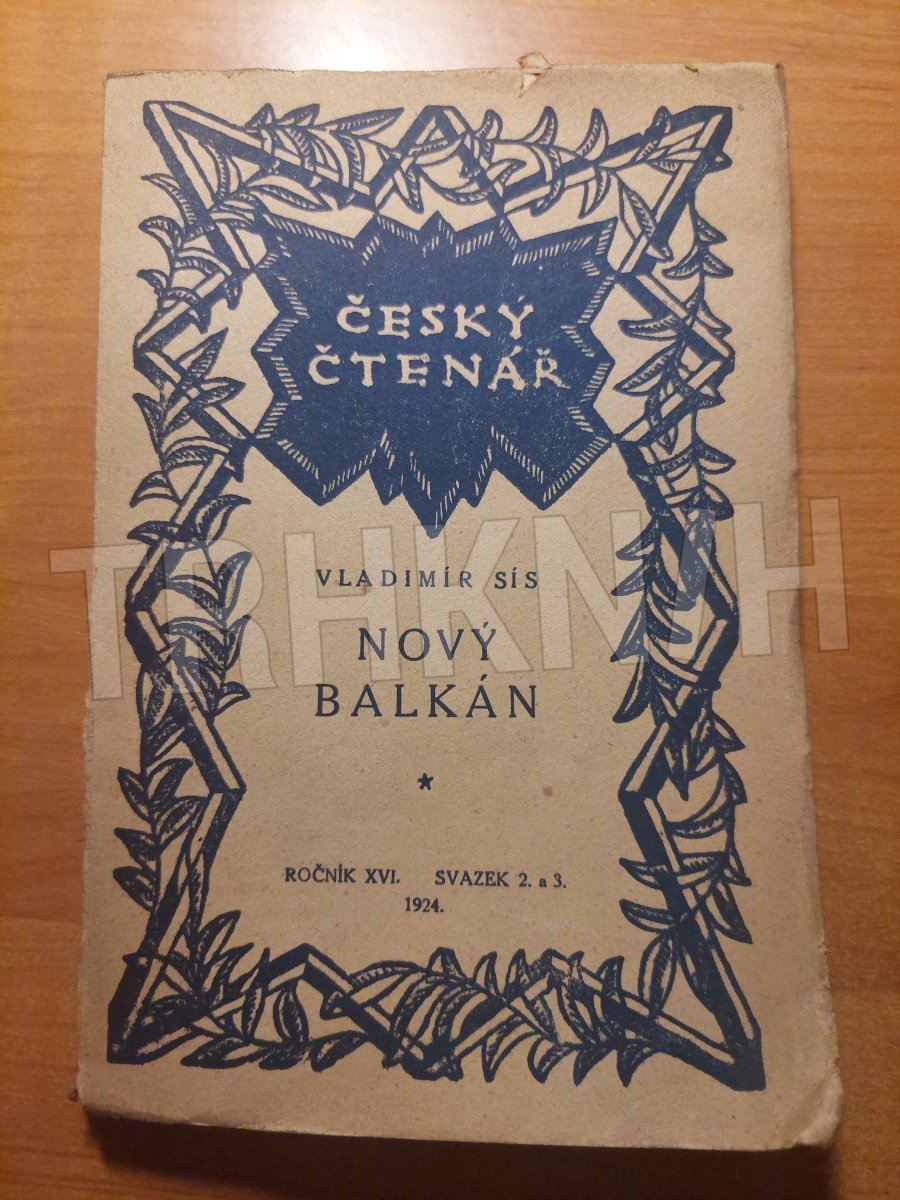 ČESKÝ
ČTENÁŘ
VLADIMÍR SÍS
NOVÝ
BALKÁN
*
ROČNÍK XVI. SVAZEK 2. a 3.
1924.
TRHKNIH